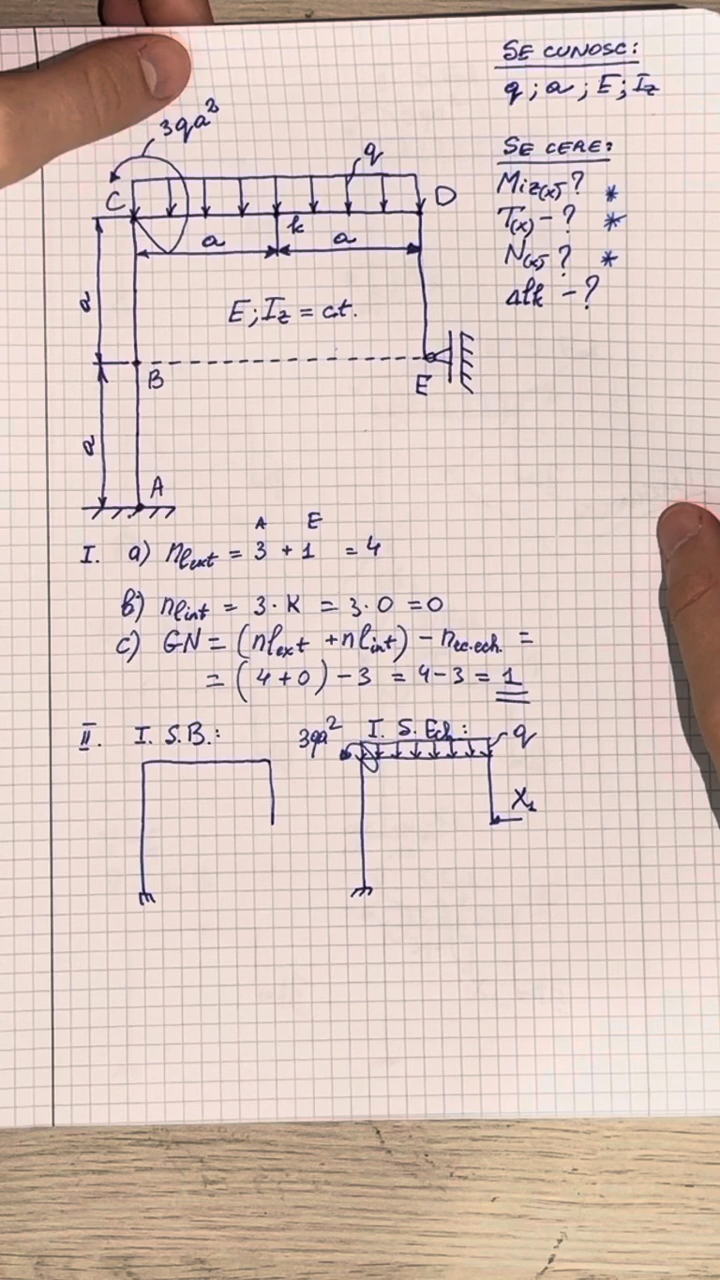 SE CUNOSC:
q ; a ; E ; Iz
3qa²
SE CERE:
Miz(x)? *
T(x) - ? *
N(x)? *
Δfk - ?
q
C
D
k
a
a
a
E ; Iz = ct.
B
E
a
A
A E
I. a) nlext = 3 + 1 = 4
b) nlint = 3 · K = 3 · 0 = 0
c) GN = (nlext + nlint) - nec.ech. =
= (4 + 0) - 3 = 4 - 3 = 1
II. I. S.B.:
3qa² I. S. Ech.: q
X1